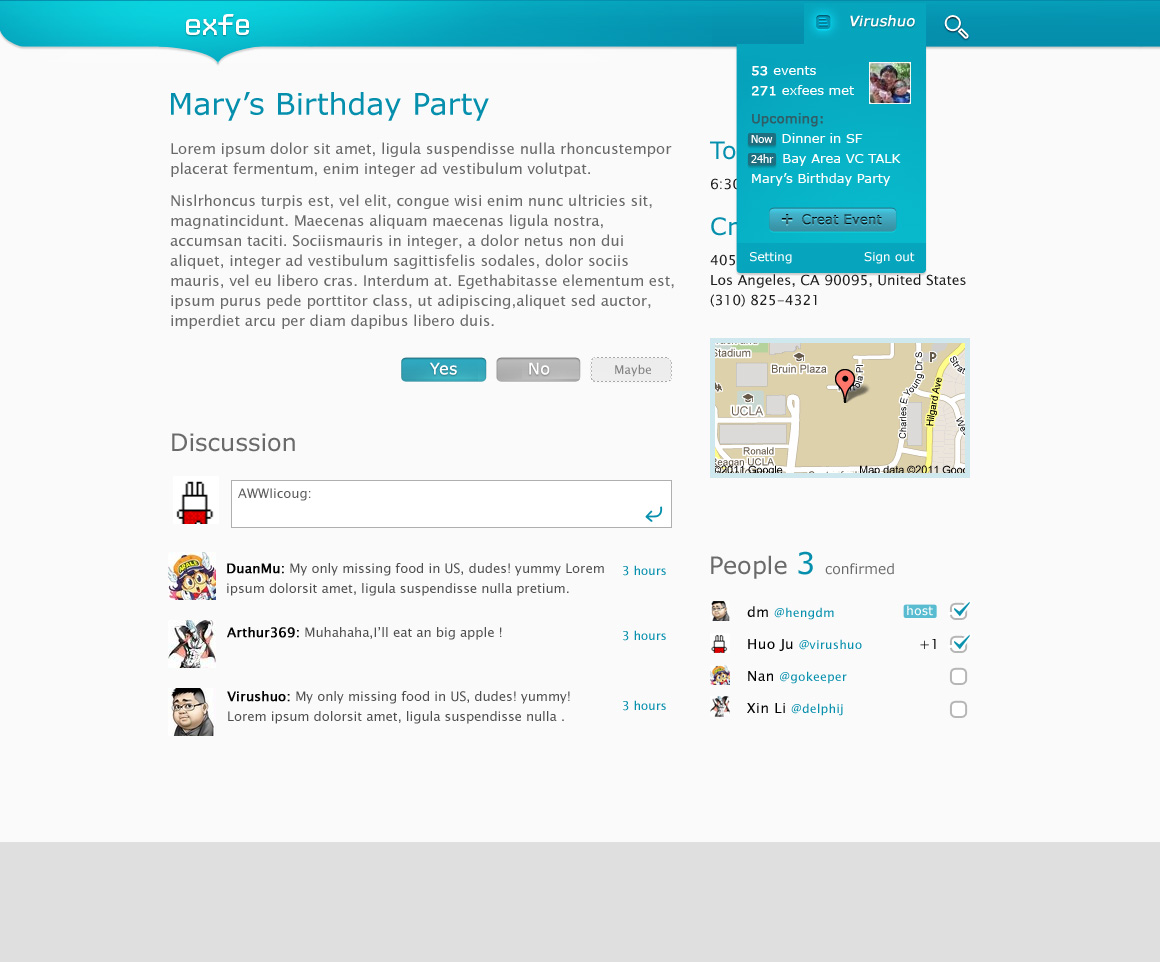 exfe
Virushuo
53 events
271 exfees met
Upcoming:
Now Dinner in SF
24hr Bay Area VC TALK
Mary's Birthday Party
+ Creat Event
Setting Sign out
Mary's Birthday Party
Lorem ipsum dolor sit amet, ligula suspendisse nulla rhoncustempor
placerat fermentum, enim integer ad vestibulum volutpat.
Nislrhoncus turpis est, vel elit, congue wisi enim nunc ultricies sit,
magnatincidunt. Maecenas aliquam maecenas ligula nostra,
accumsan taciti. Sociismauris in integer, a dolor netus non dui
aliquet, integer ad vestibulum sagittisfelis sodales, dolor sociis
mauris, vel eu libero cras. Interdum at. Egethabitasse elementum est,
ipsum purus pede porttitor class, ut adipiscing,aliquet sed auctor,
imperdiet arcu per diam dapibus libero duis.
Yes No Maybe
To
6:30
Cr
405
Los Angeles, CA 90095, United States
(310) 825-4321
Stadium
Bruin Plaza
P
UCLA
Ronald
Reagan UCLA
Charles E Young Dr S
Hilgard Ave
©2011 Google
Map data ©2011 Goo
Discussion
AWWlicoug:
DuanMu: My only missing food in US, dudes! yummy Lorem
ipsum dolorsit amet, ligula suspendisse nulla pretium.
3 hours
Arthur369: Muhahaha,I'll eat an big apple !
3 hours
Virushuo: My only missing food in US, dudes! yummy!
Lorem ipsum dolorsit amet, ligula suspendisse nulla .
3 hours
People 3 confirmed
dm @hengdm host
Huo Ju @virushuo +1
Nan @gokeeper
Xin Li @delphij